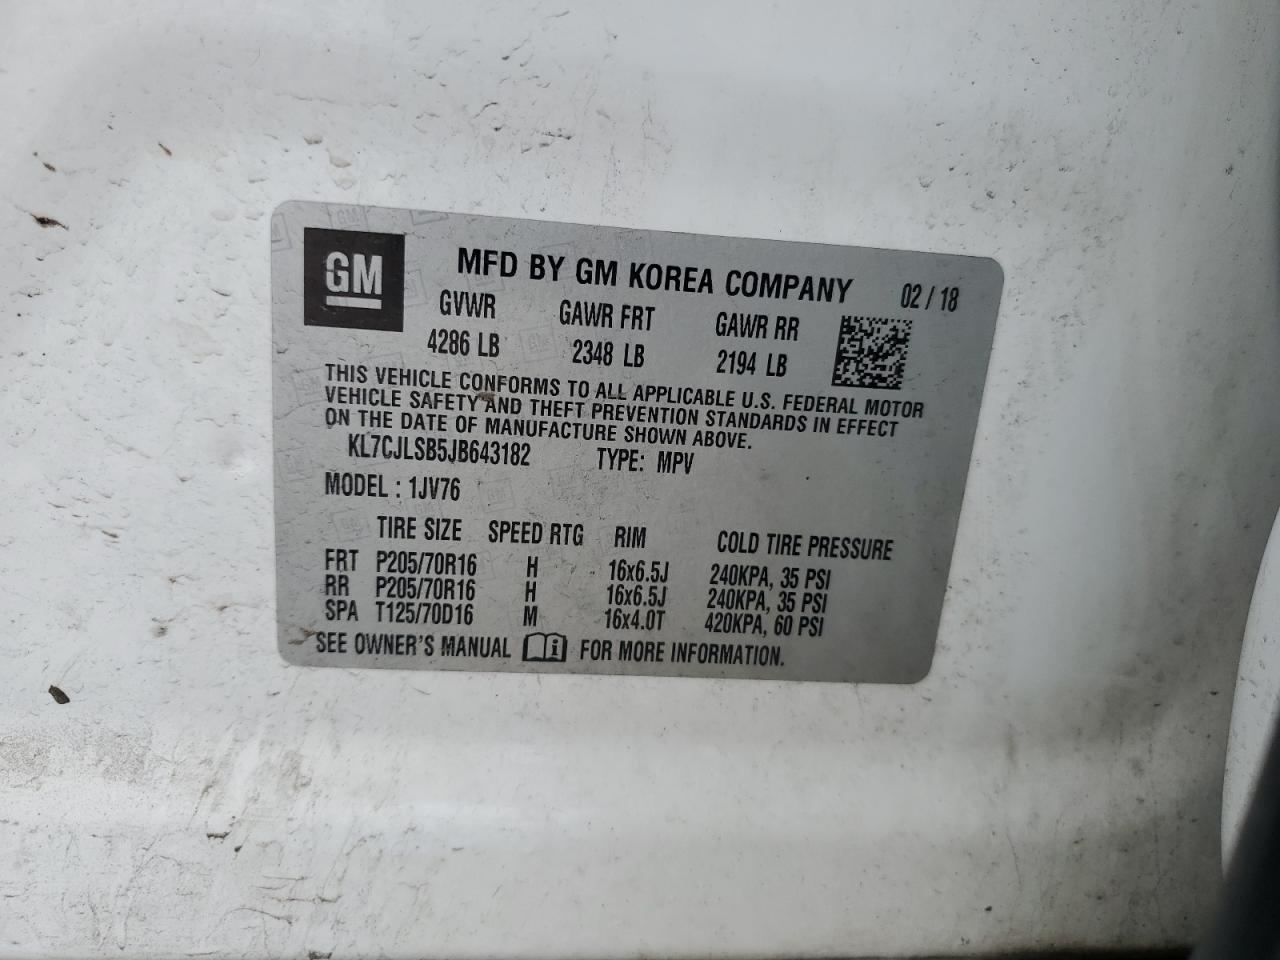 GM
MFD BY GM KOREA COMPANY 02 / 18
GVWR GAWR FRT GAWR RR
4286 LB 2348 LB 2194 LB
THIS VEHICLE CONFORMS TO ALL APPLICABLE U.S. FEDERAL MOTOR
VEHICLE SAFETY AND THEFT PREVENTION STANDARDS IN EFFECT
ON THE DATE OF MANUFACTURE SHOWN ABOVE.
KL7CJLSB5JB643182 TYPE: MPV
MODEL : 1JV76
TIRE SIZE SPEED RTG RIM COLD TIRE PRESSURE
FRT P205/70R16 H 16x6.5J 240KPA, 35 PSI
RR P205/70R16 H 16x6.5J 240KPA, 35 PSI
SPA T125/70D16 M 16x4.0T 420KPA, 60 PSI
SEE OWNER'S MANUAL i FOR MORE INFORMATION.